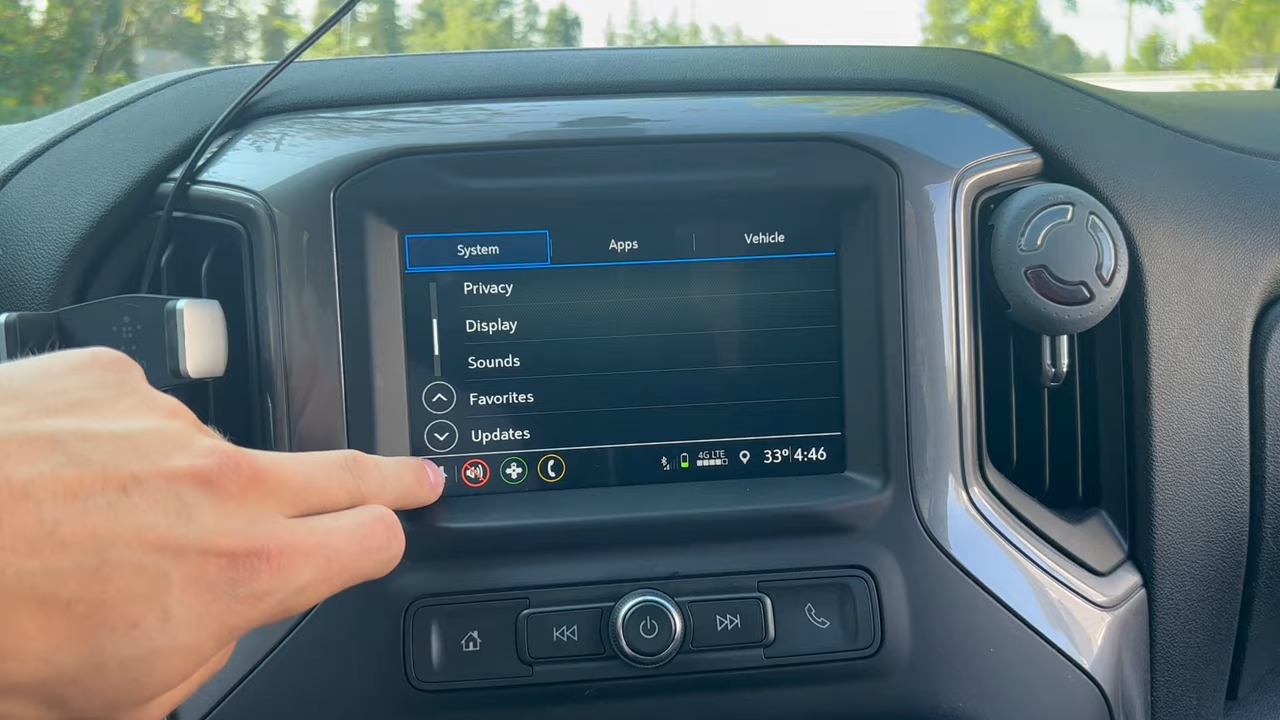 System
Apps
Vehicle
Privacy
Display
Sounds
Favorites
Updates
4G LTE
33° 4:46